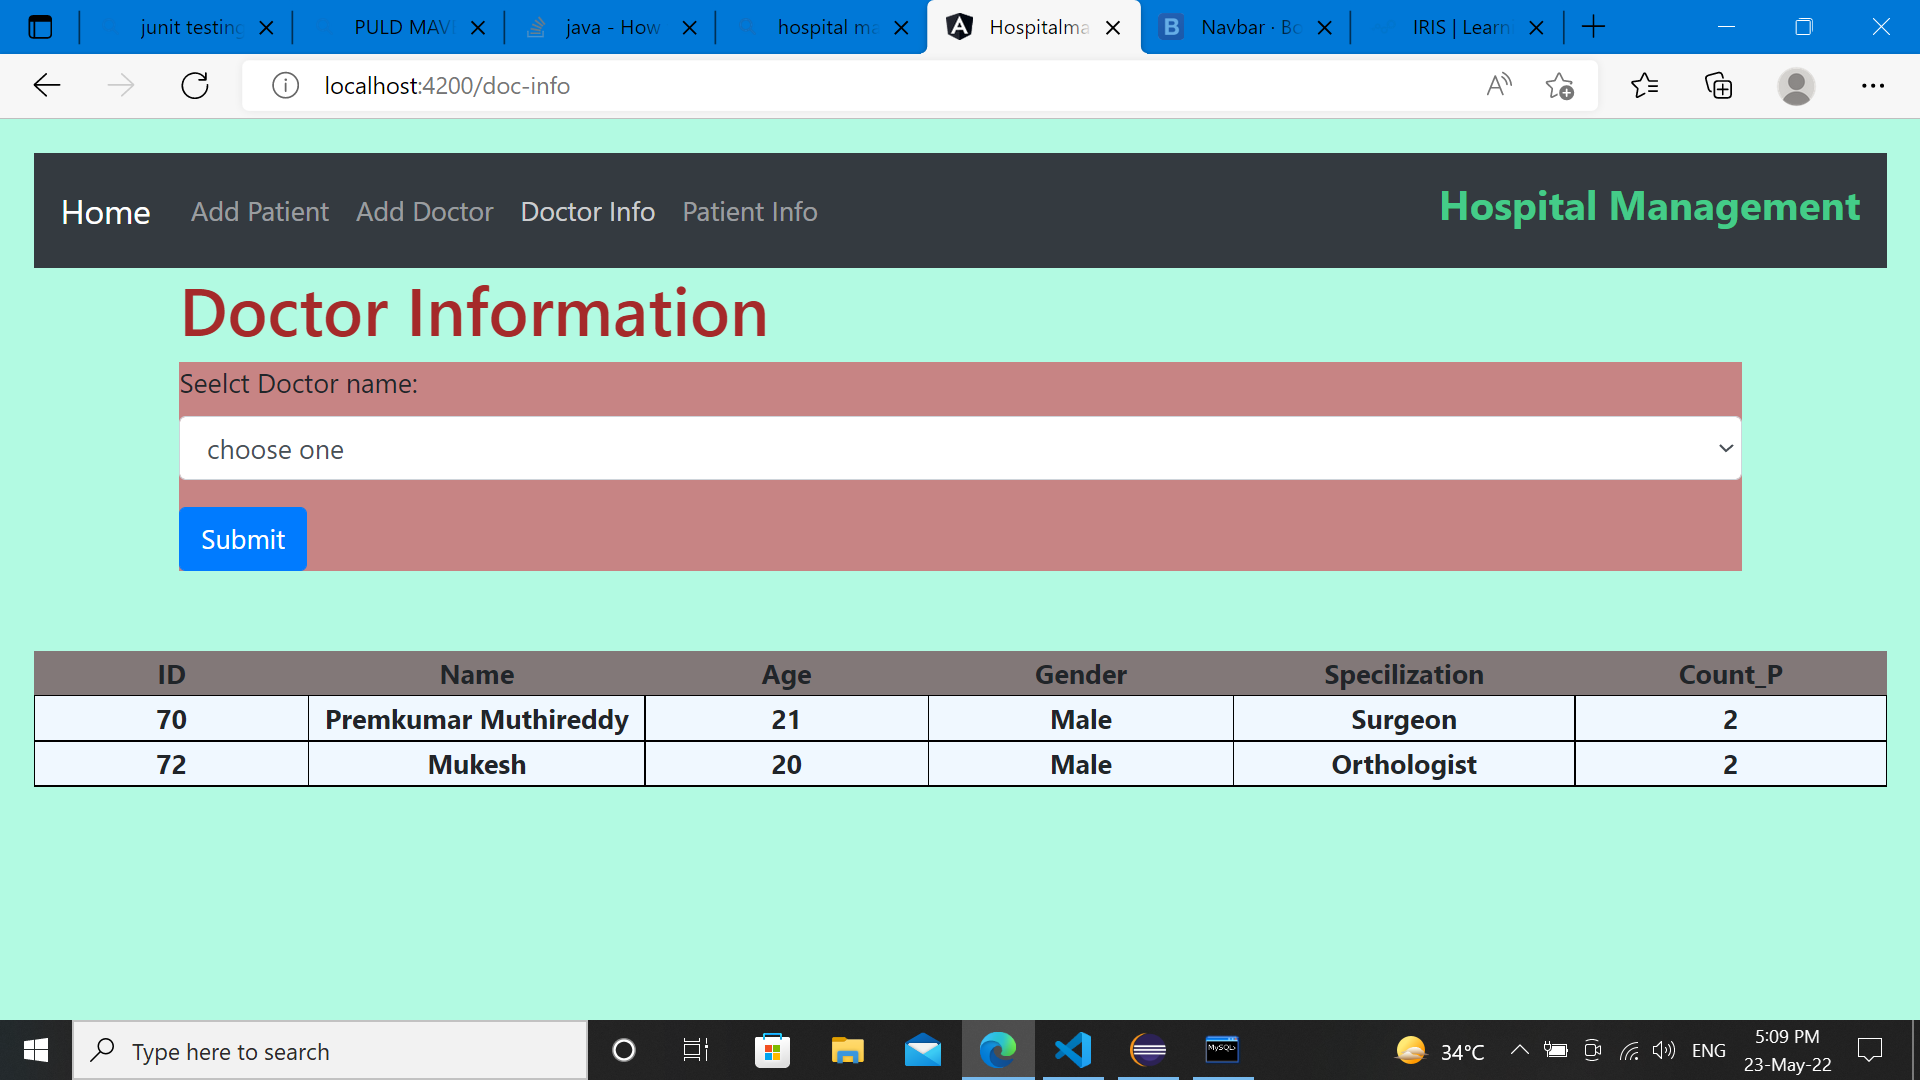 junit testing
PULD MAV
java - How
hospital ma
Hospitalma
Navbar · Bo
IRIS | Learn
localhost:4200/doc-info
Home Add Patient Add Doctor Doctor Info Patient Info Hospital Management
Doctor Information
Seelct Doctor name:
choose one
Submit
ID Name Age Gender Specilization Count_P
70 Premkumar Muthireddy 21 Male Surgeon 2
72 Mukesh 20 Male Orthologist 2
Type here to search
MySQL
34°C
ENG
5:09 PM
23-May-22